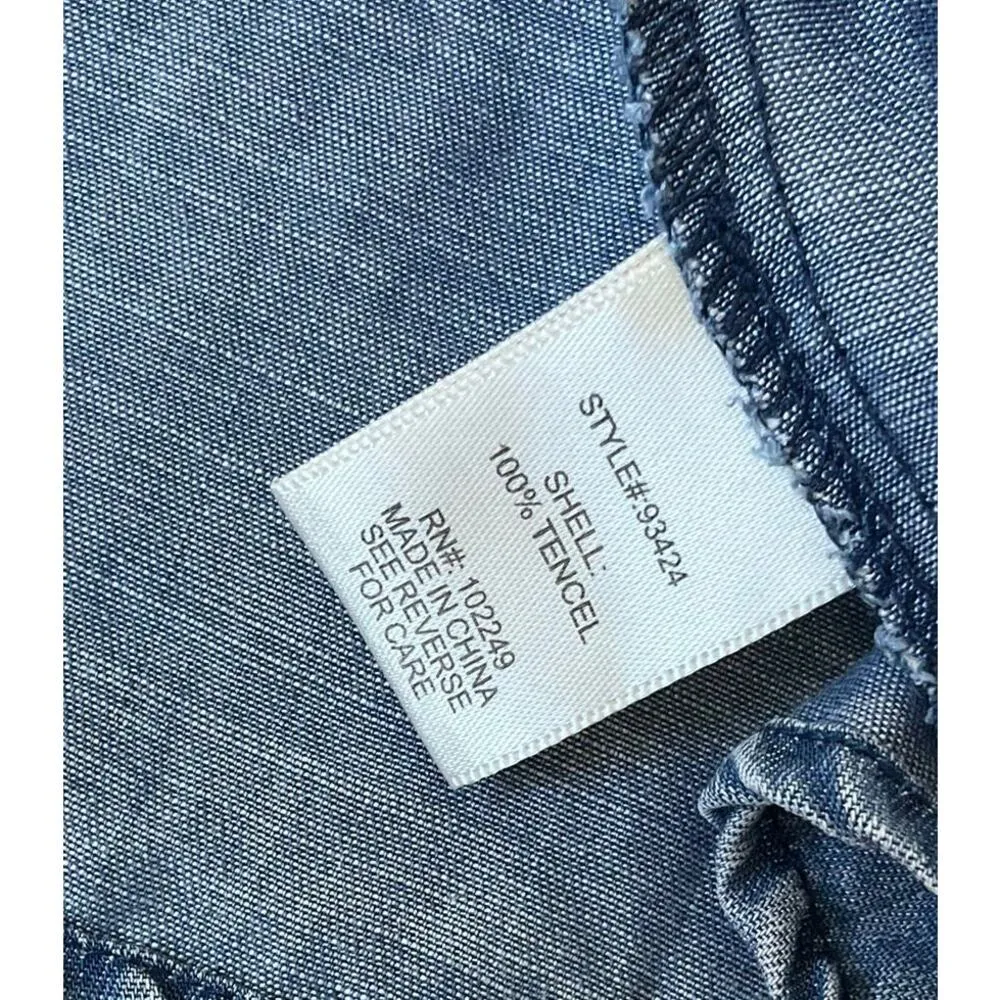 STYLE#:93424
SHELL:
100% TENCEL
RN#: 102249
MADE IN CHINA
SEE REVERSE
FOR CARE